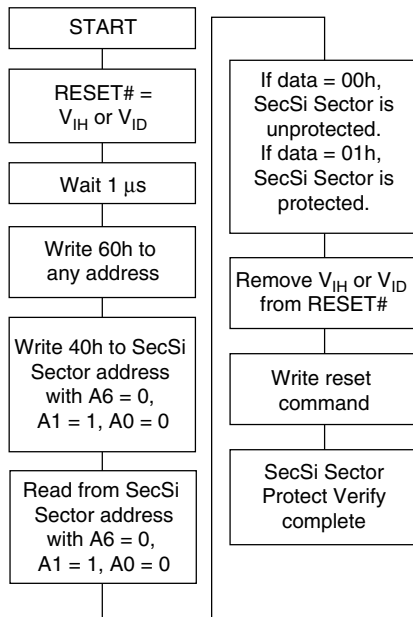 START
RESET# =
V_IH or V_ID
Wait 1 μs
Write 60h to
any address
Write 40h to SecSi
Sector address
with A6 = 0,
A1 = 1, A0 = 0
Read from SecSi
Sector address
with A6 = 0,
A1 = 1, A0 = 0
If data = 00h,
SecSi Sector is
unprotected.
If data = 01h,
SecSi Sector is
protected.
Remove V_IH or V_ID
from RESET#
Write reset
command
SecSi Sector
Protect Verify
complete